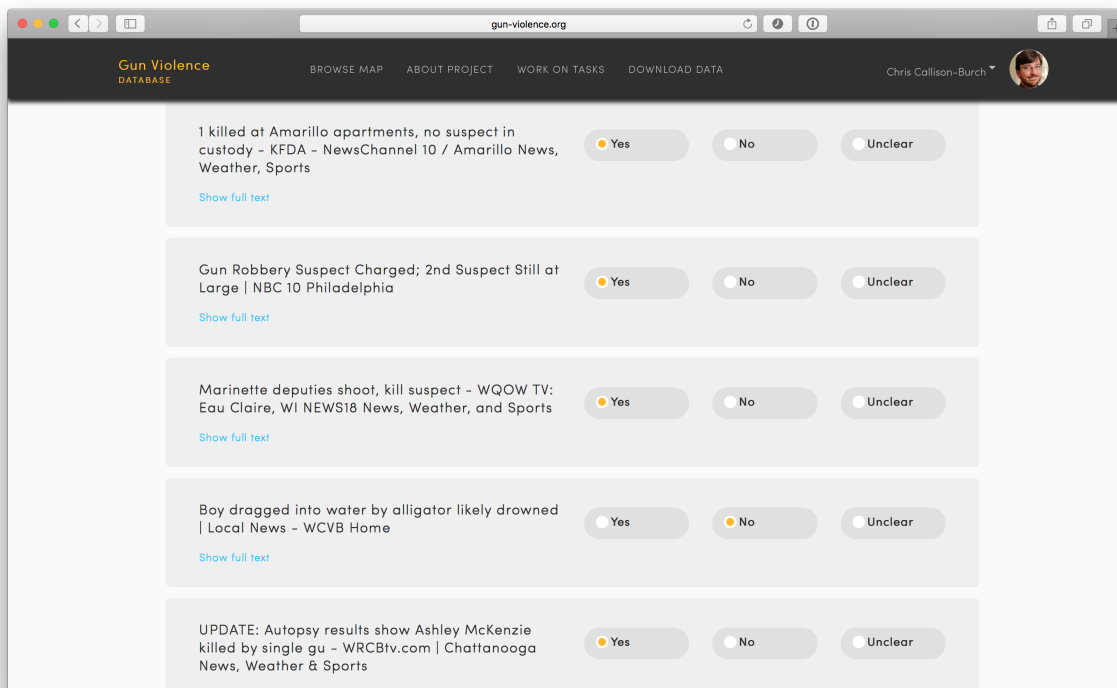 gun-violence.org
Gun Violence
DATABASE
BROWSE MAP ABOUT PROJECT WORK ON TASKS DOWNLOAD DATA
Chris Callison-Burch
1 killed at Amarillo apartments, no suspect in
custody - KFDA - NewsChannel 10 / Amarillo News,
Weather, Sports
Show full text
Yes No Unclear
Gun Robbery Suspect Charged; 2nd Suspect Still at
Large | NBC 10 Philadelphia
Show full text
Yes No Unclear
Marinette deputies shoot, kill suspect - WQOW TV:
Eau Claire, WI NEWS18 News, Weather, and Sports
Show full text
Yes No Unclear
Boy dragged into water by alligator likely drowned
| Local News - WCVB Home
Show full text
Yes No Unclear
UPDATE: Autopsy results show Ashley McKenzie
killed by single gu - WRCBtv.com | Chattanooga
News, Weather & Sports
Yes No Unclear